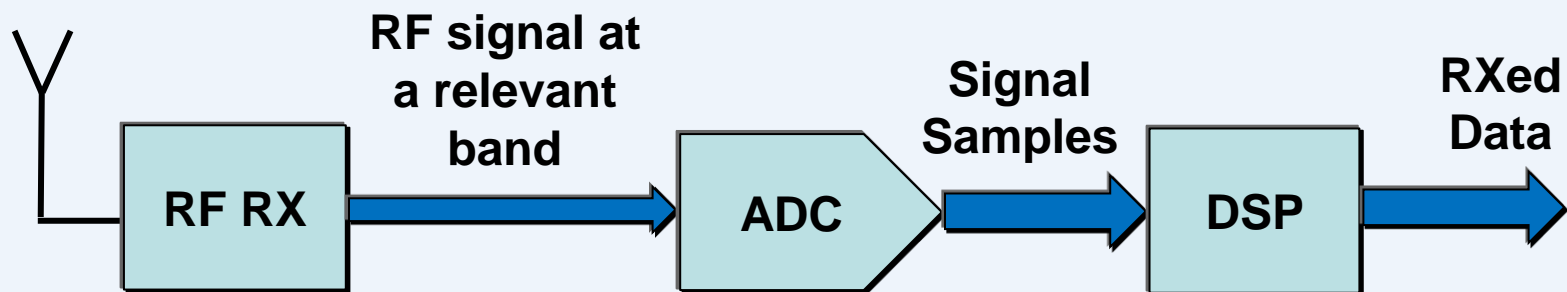 RF signal at
a relevant
band
Signal
Samples
RXed
Data
RF RX
ADC
DSP